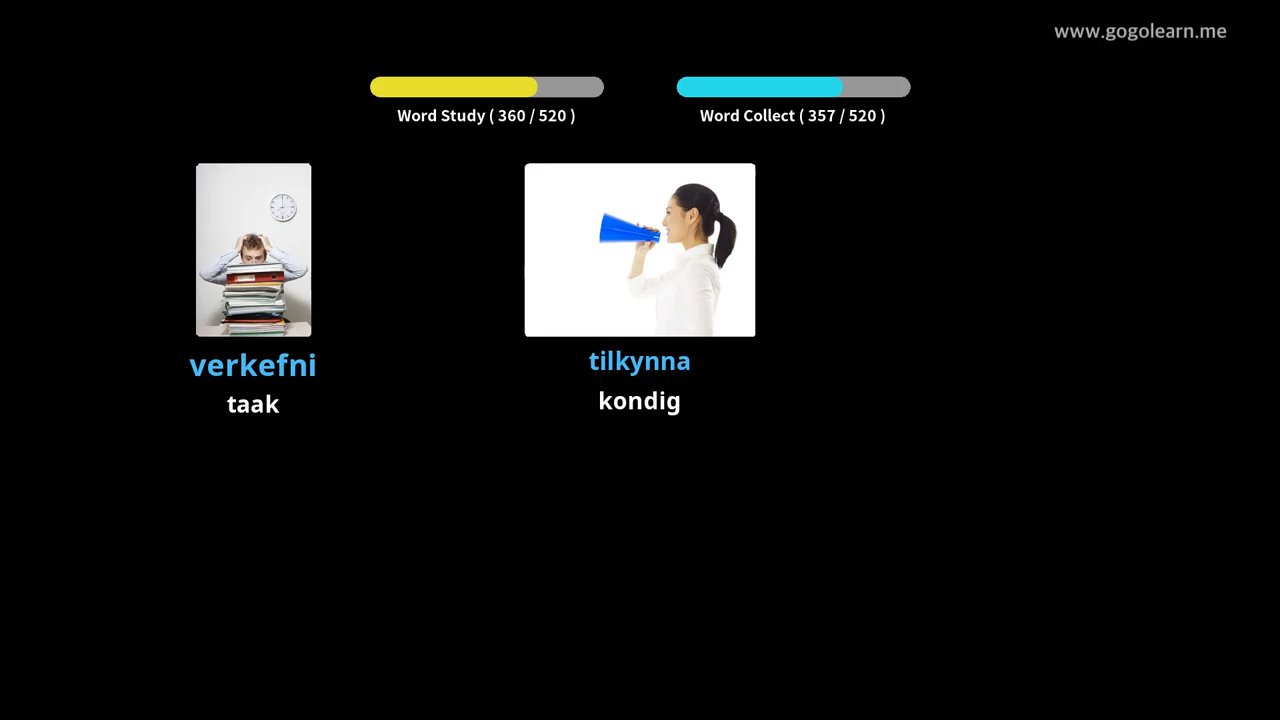 www.gogolearn.me
Word Study ( 360 / 520 )
Word Collect ( 357 / 520 )
verkefni
taak
tilkynna
kondig